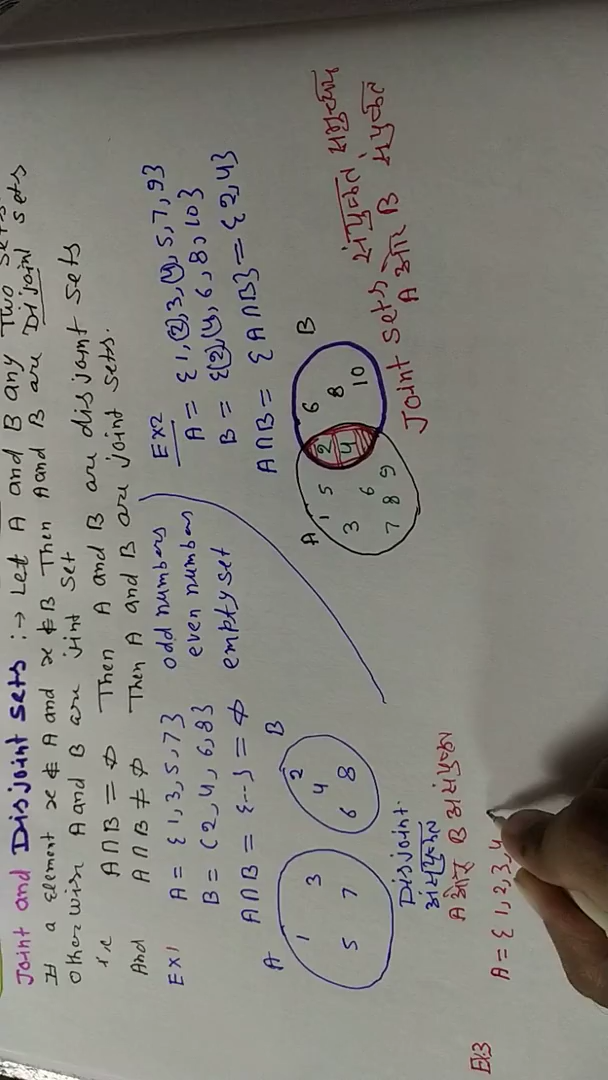 Joint and Disjoint sets :→ Let A and B any Two sets
If a Element x ∉ A and x ∉ B Then A and B are Disjoint sets
otherwise A and B are jint set
i.e A∩B = ϕ Then A and B are disjoint sets
And A∩B ≠ ϕ Then A and B are joint sets.
EX1
A = {1,3,5,7} odd numbers
B = {2,4,6,8} even numbers
A∩B = {--} = ϕ empty set
A
B
1 3
5 7
2
4
6 8
Disjoint.
असंयुक्त
A और B असंयुक्त
EX2
A = {1,2,3,4,5,7,9}
B = {2,4,6,8,10}
A∩B = {A∩B} = {2,4}
A
B
1 5
3 6
7 8 9
2
4
6
8
10
Joint sets संयुक्त समुच्चय
A और B संयुक्त
EX3
A = {1,2,3,4